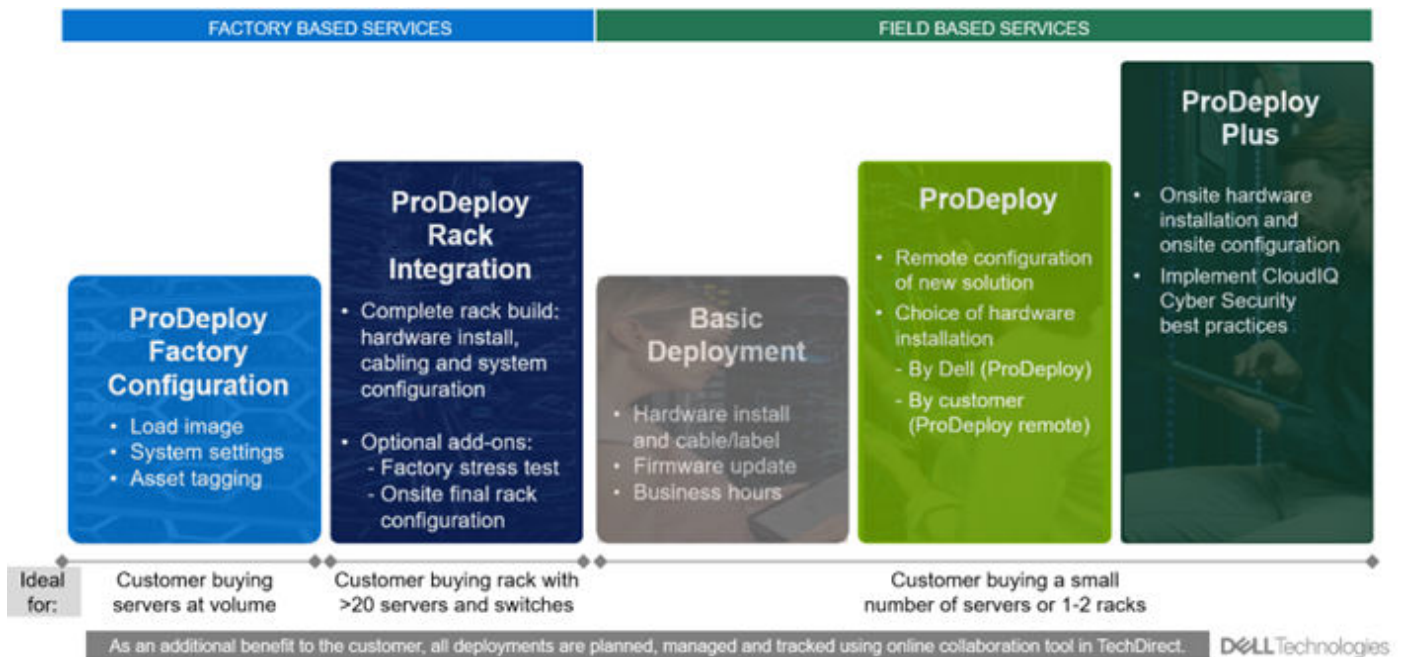 FACTORY BASED SERVICES
FIELD BASED SERVICES
ProDeploy
Factory
Configuration
• Load image
• System settings
• Asset tagging
ProDeploy
Rack
Integration
• Complete rack build:
hardware install,
cabling and system
configuration
• Optional add-ons:
- Factory stress test
- Onsite final rack
configuration
Basic
Deployment
• Hardware install
and cable/label
• Firmware update
• Business hours
ProDeploy
• Remote configuration
of new solution
• Choice of hardware
installation
- By Dell (ProDeploy)
- By customer
(ProDeploy remote)
ProDeploy
Plus
• Onsite hardware
installation and
onsite configuration
• Implement CloudIQ
Cyber Security
best practices
Ideal
for:
Customer buying
servers at volume
Customer buying rack with
>20 servers and switches
Customer buying a small
number of servers or 1-2 racks
As an additional benefit to the customer, all deployments are planned, managed and tracked using online collaboration tool in TechDirect.
DELL Technologies